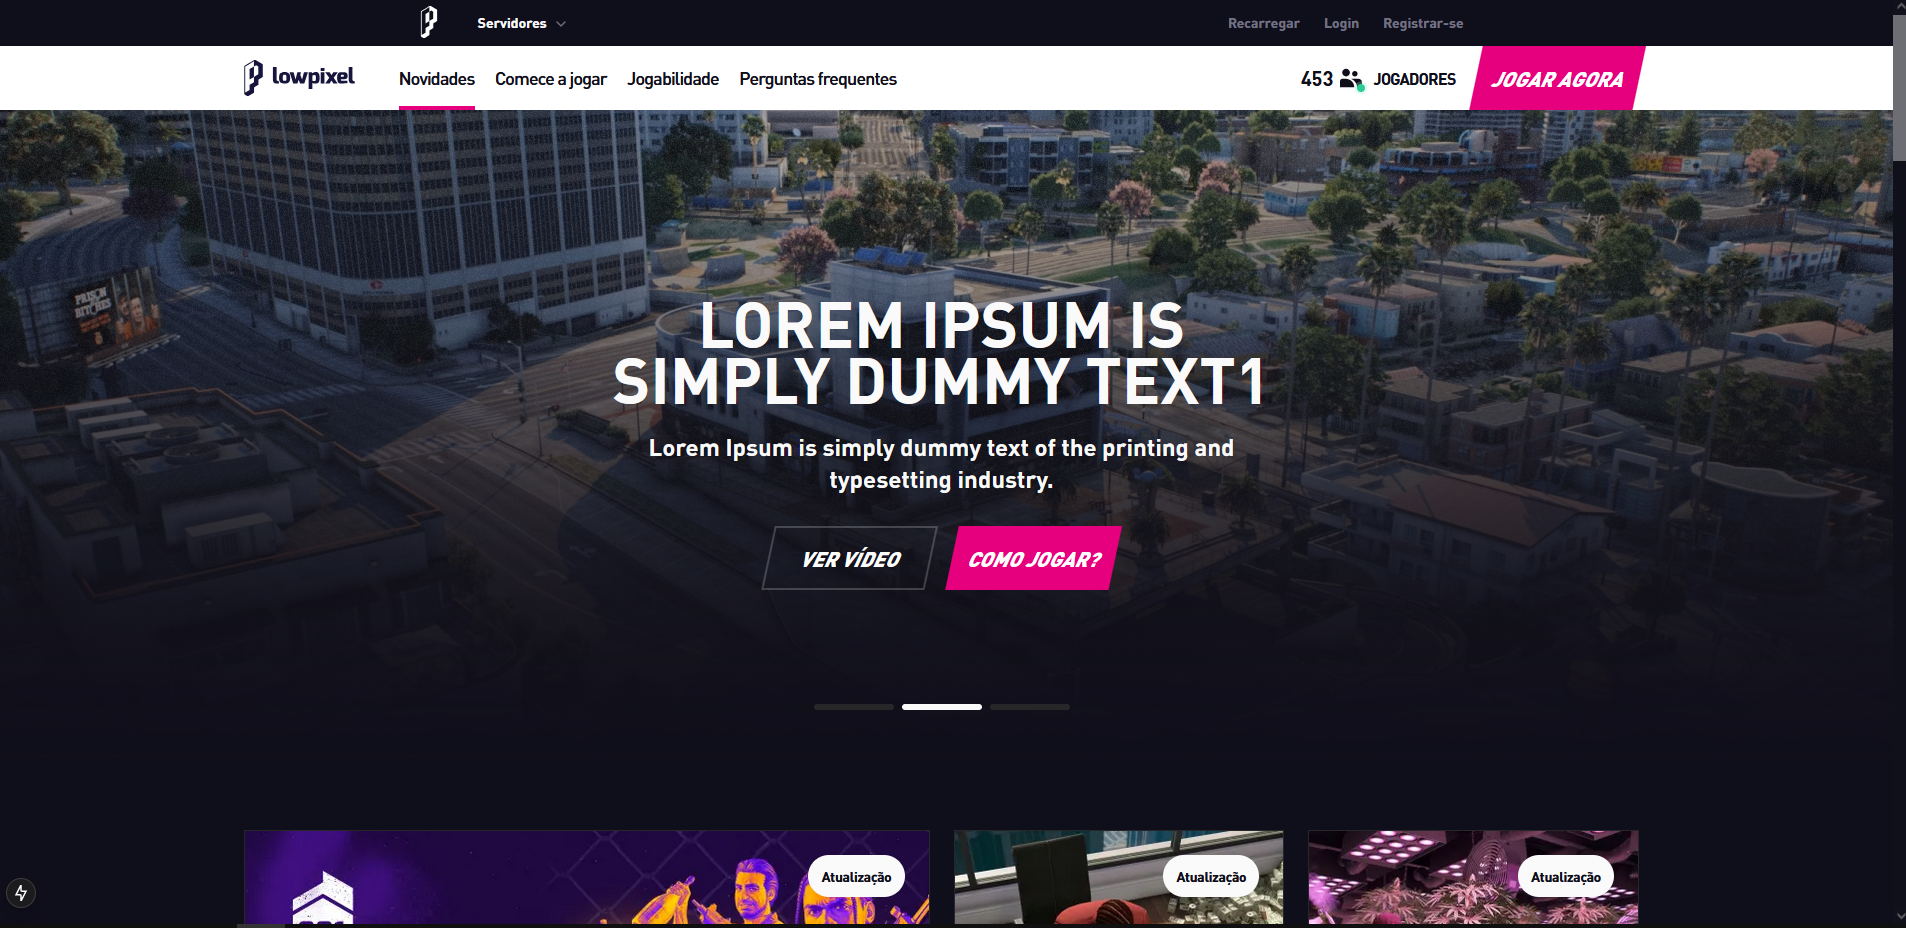 Servidores
Recarregar Login Registrar-se
lowpixel
Novidades Comece a jogar Jogabilidade Perguntas frequentes
453 JOGADORES
JOGAR AGORA
PRISON
BITCHES
LOREM IPSUM IS
SIMPLY DUMMY TEXT1
Lorem Ipsum is simply dummy text of the printing and
typesetting industry.
VER VÍDEO
COMO JOGAR?
Atualização
Atualização
Atualização